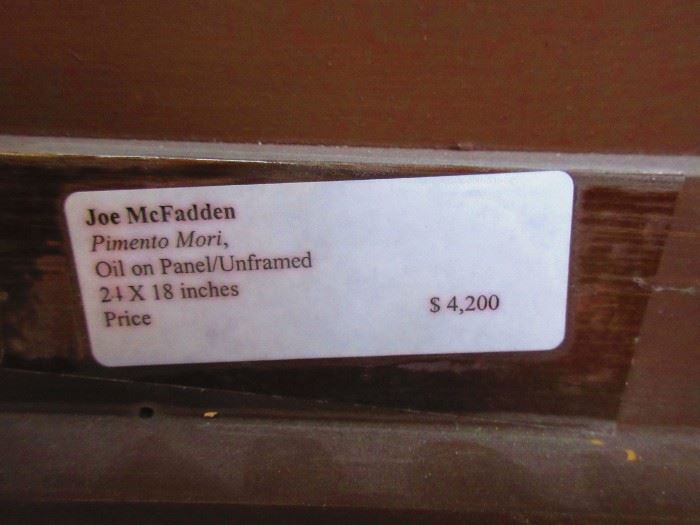 Joe McFadden
Pimento Mori,
Oil on Panel/Unframed
24 X 18 inches
Price $ 4,200